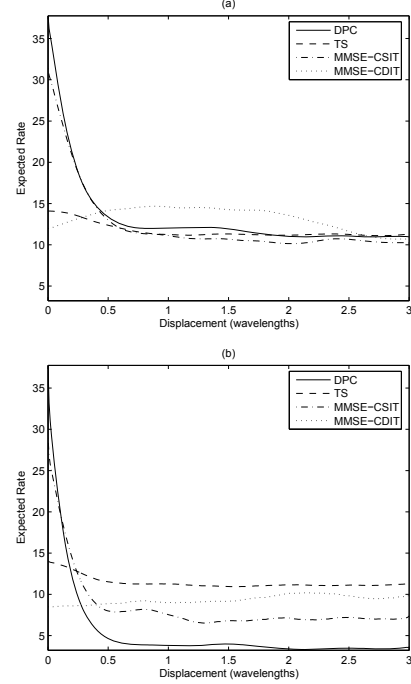 (a)
DPC
TS
MMSE-CSIT
MMSE-CDIT
35
30
25
20
15
10
5
Expected Rate
0 0.5 1 1.5 2 2.5 3
Displacement (wavelengths)
(b)
DPC
TS
MMSE-CSIT
MMSE-CDIT
35
30
25
20
15
10
5
Expected Rate
0 0.5 1 1.5 2 2.5 3
Displacement (wavelengths)